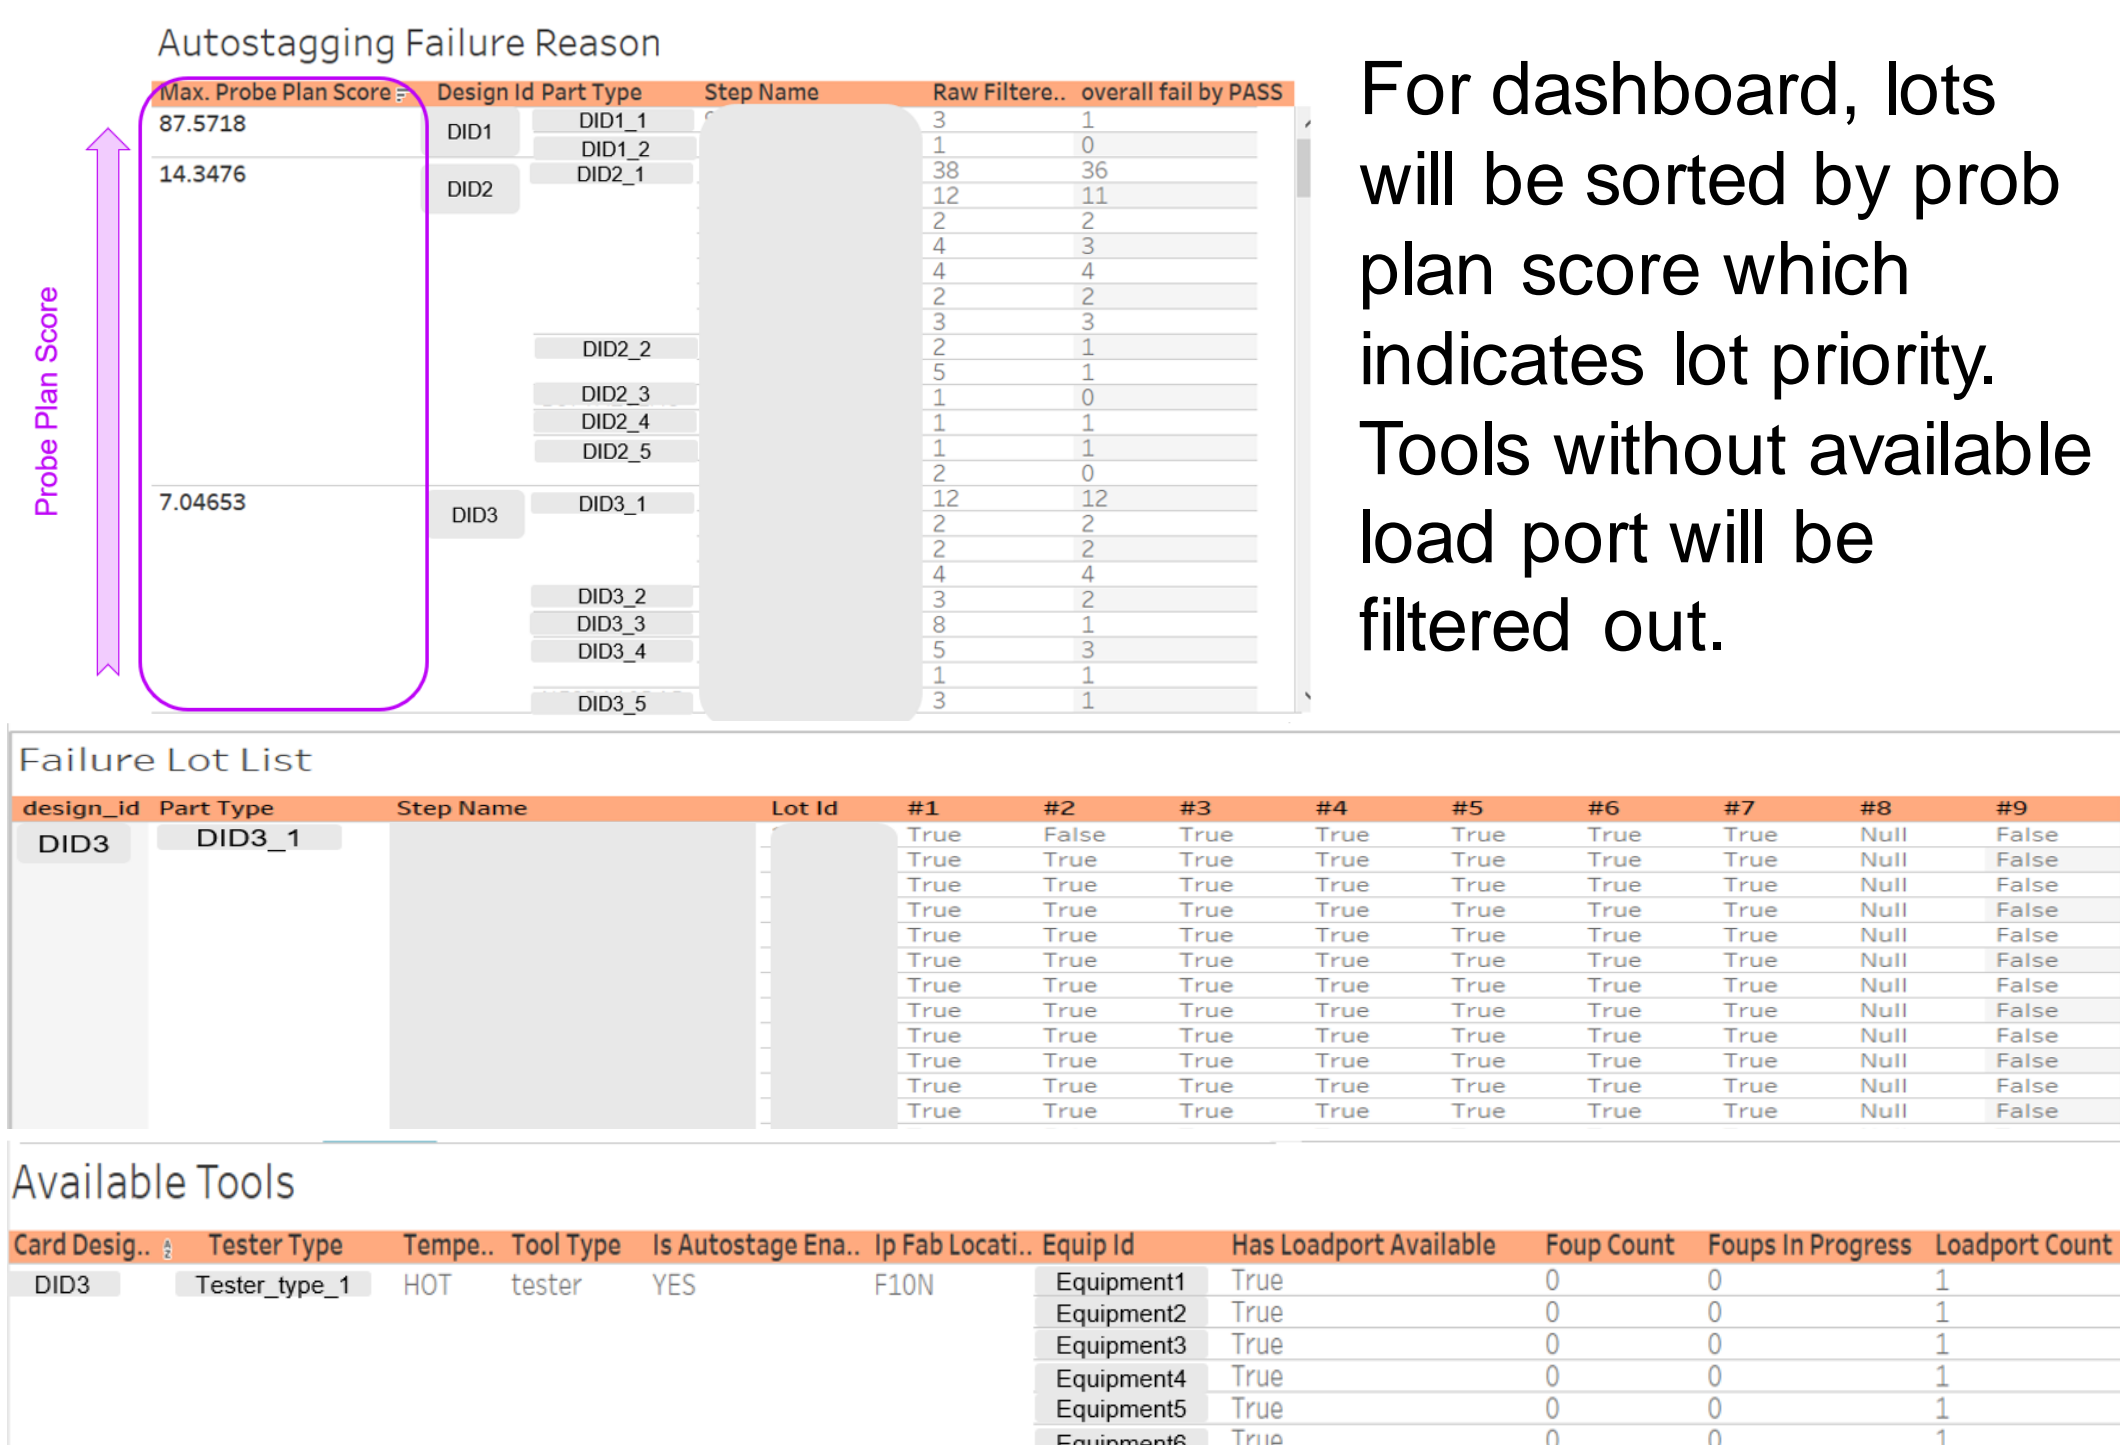 Autostagging Failure Reason
Max. Probe Plan Score Design Id Part Type Step Name Raw Filtere.. overall fail by PASS
87.5718 DID1 DID1_1 3 1
DID1_2 1 0
14.3476 DID2 DID2_1 38 36
12 11
2 2
4 3
4 4
2 2
3 3
DID2_2 2 1
5 1
DID2_3 1 0
DID2_4 1 1
DID2_5 1 1
2 0
7.04653 DID3 DID3_1 12 12
2 2
2 2
4 4
DID3_2 3 2
DID3_3 8 1
DID3_4 5 3
1 1
DID3_5 3 1
Probe Plan Score
For dashboard, lots
will be sorted by prob
plan score which
indicates lot priority.
Tools without available
load port will be
filtered out.
Failure Lot List
design_id Part Type Step Name Lot Id #1 #2 #3 #4 #5 #6 #7 #8 #9
DID3 DID3_1 True False True True True True True Null False
True True True True True True True Null False
True True True True True True True Null False
True True True True True True True Null False
True True True True True True True Null False
True True True True True True True Null False
True True True True True True True Null False
True True True True True True True Null False
True True True True True True True Null False
True True True True True True True Null False
True True True True True True True Null False
True True True True True True True Null False
Available Tools
Card Desig.. Tester Type Tempe.. Tool Type Is Autostage Ena.. Ip Fab Locati.. Equip Id Has Loadport Available Foup Count Foups In Progress Loadport Count
DID3 Tester_type_1 HOT tester YES F10N Equipment1 True 0 0 1
Equipment2 True 0 0 1
Equipment3 True 0 0 1
Equipment4 True 0 0 1
Equipment5 True 0 0 1
Equipment6 True 0 0 1